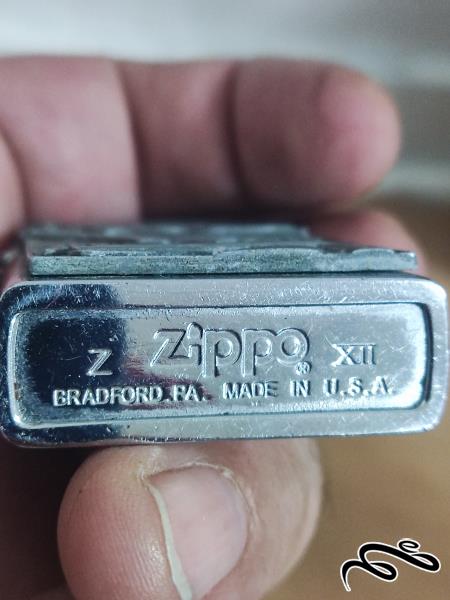 Z Zippo® XII
BRADFORD.PA. MADE IN U.S.A.